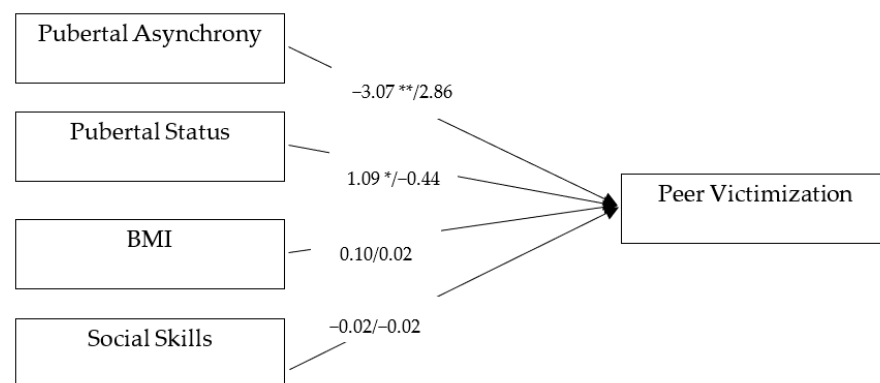 Pubertal Asynchrony
−3.07 **/2.86
Pubertal Status
1.09 */−0.44
Peer Victimization
BMI
0.10/0.02
Social Skills
−0.02/−0.02